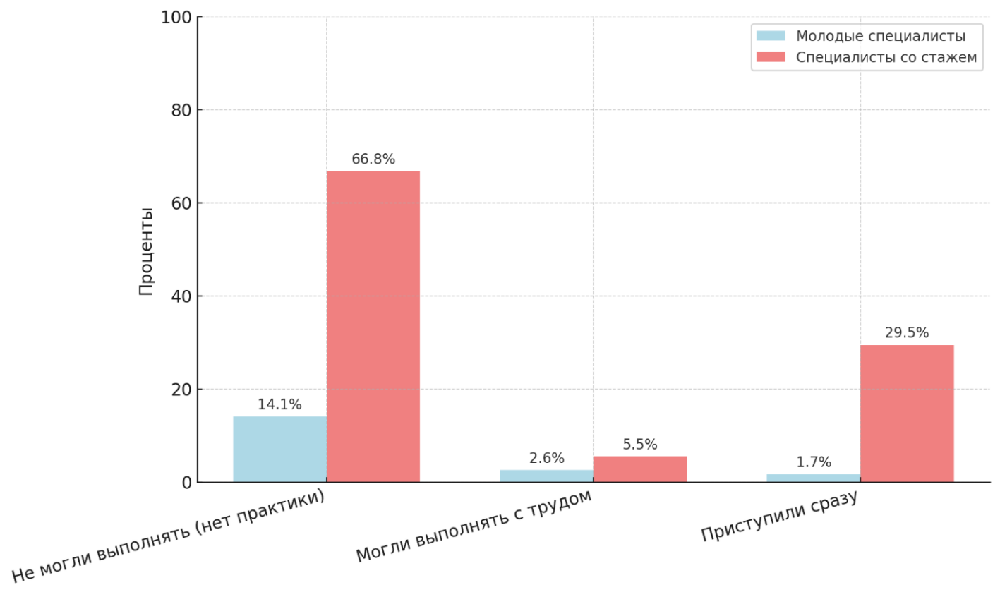 100
80
60
40
20
0
Проценты
Молодые специалисты
Специалисты со стажем
14.1%
66.8%
2.6%
5.5%
1.7%
29.5%
Не могли выполнять (нет практики)
Могли выполнять с трудом
Приступили сразу